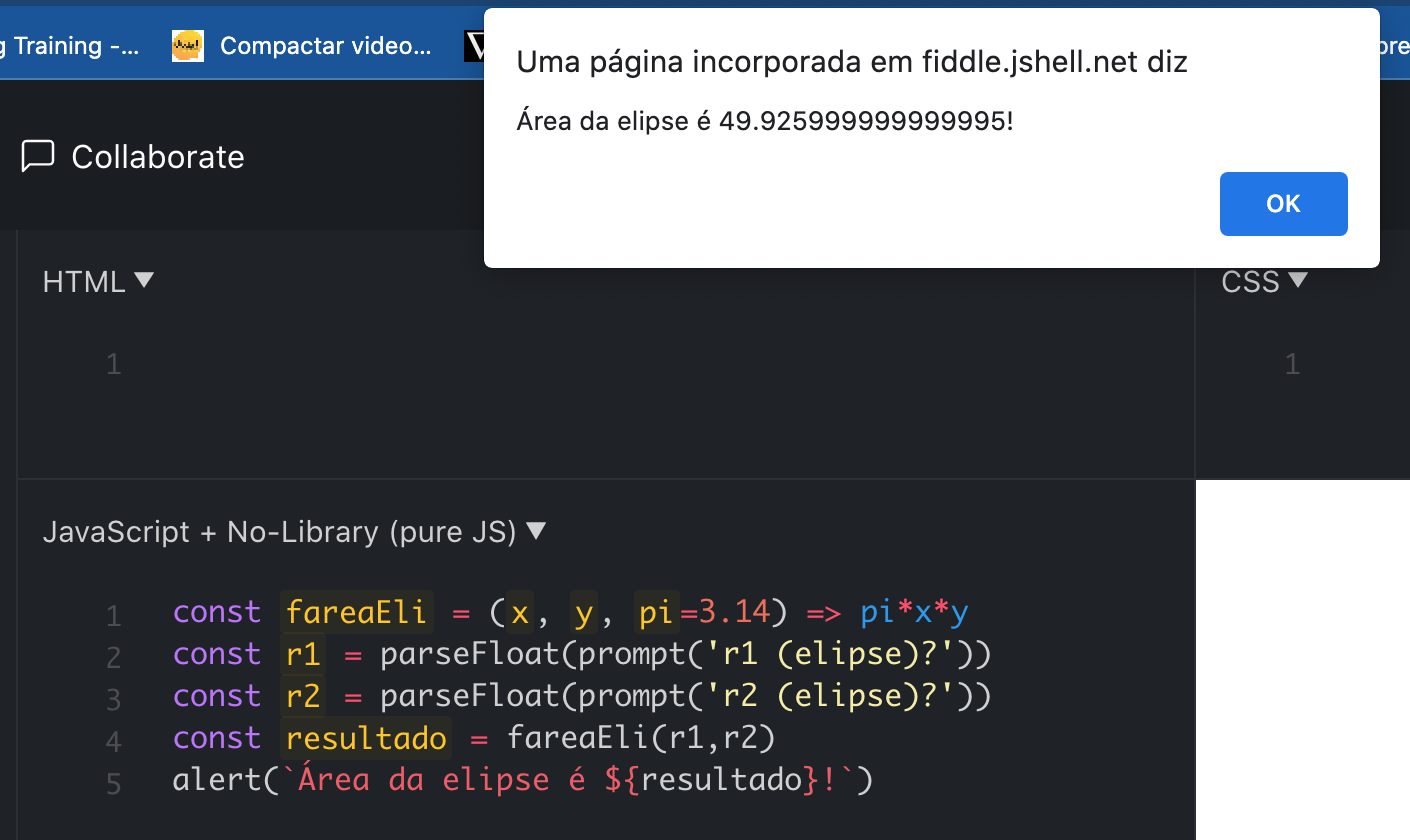 g Training -...
Compactar video...
Uma página incorporada em fiddle.jshell.net diz
Área da elipse é 49.925999999999995!
OK
Collaborate
HTML ▼
CSS ▼
1
1
JavaScript + No-Library (pure JS) ▼
1 const fareaEli = (x, y, pi=3.14) => pi*x*y
2 const r1 = parseFloat(prompt('r1 (elipse)?'))
3 const r2 = parseFloat(prompt('r2 (elipse)?'))
4 const resultado = fareaEli(r1,r2)
5 alert(`Área da elipse é ${resultado}!`)